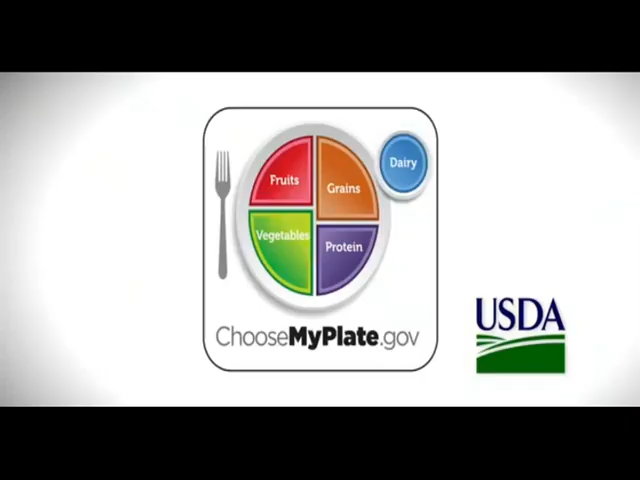 Fruits
Grains
Dairy
Vegetables
Protein
ChooseMyPlate.gov
USDA